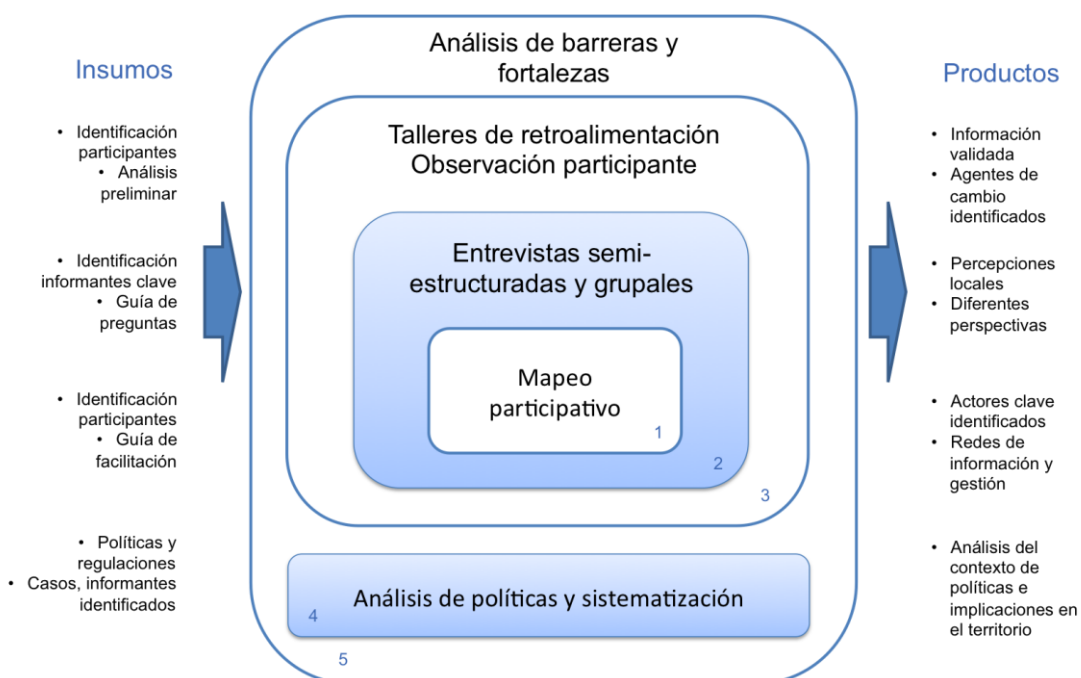 Insumos
• Identificación
participantes
• Análisis
preliminar
• Identificación
informantes clave
• Guía de
preguntas
• Identificación
participantes
• Guía de
facilitación
• Políticas y
regulaciones
• Casos, informantes
identificados
Análisis de barreras y
fortalezas
Talleres de retroalimentación
Observación participante
Entrevistas semi-
estructuradas y grupales
Mapeo
participativo
1
2
3
Análisis de políticas y sistematización
4
5
Productos
• Información
validada
• Agentes de
cambio
identificados
• Percepciones
locales
• Diferentes
perspectivas
• Actores clave
identificados
• Redes de
información y
gestión
• Análisis del
contexto de
políticas e
implicaciones en
el territorio